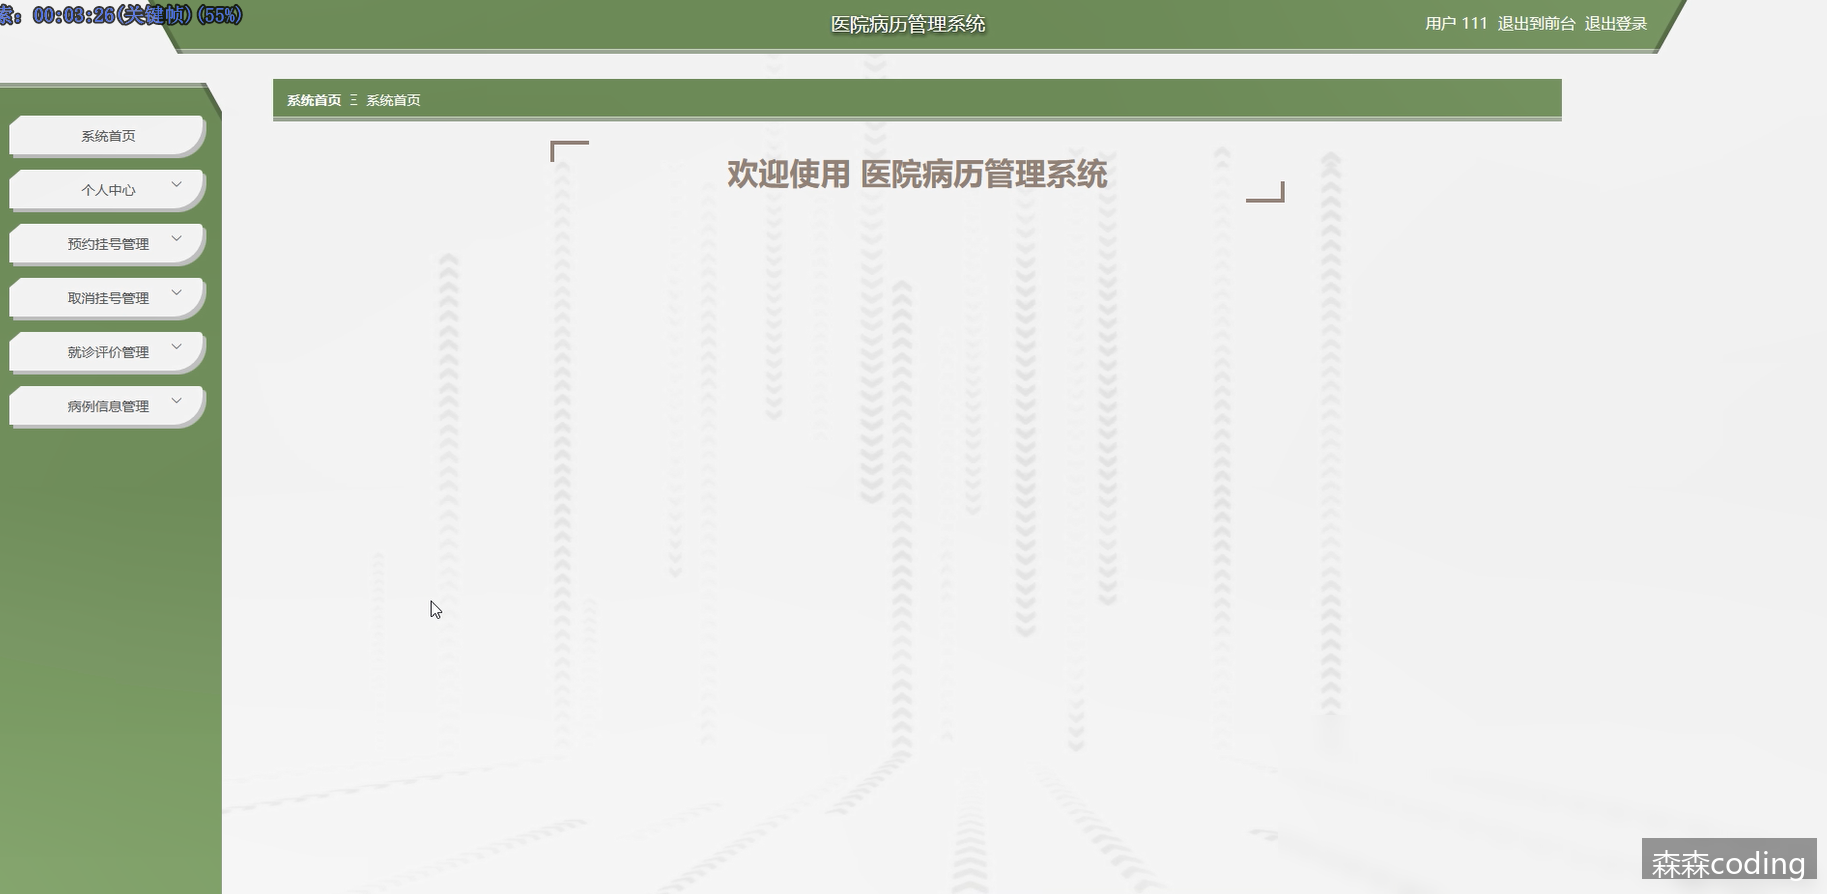 索: 00:03:26(关键帧)(55%)
医院病历管理系统
用户 111 退出到前台 退出登录
系统首页 Ξ 系统首页
欢迎使用 医院病历管理系统
系统首页
个人中心
预约挂号管理
取消挂号管理
就诊评价管理
病例信息管理
森森coding